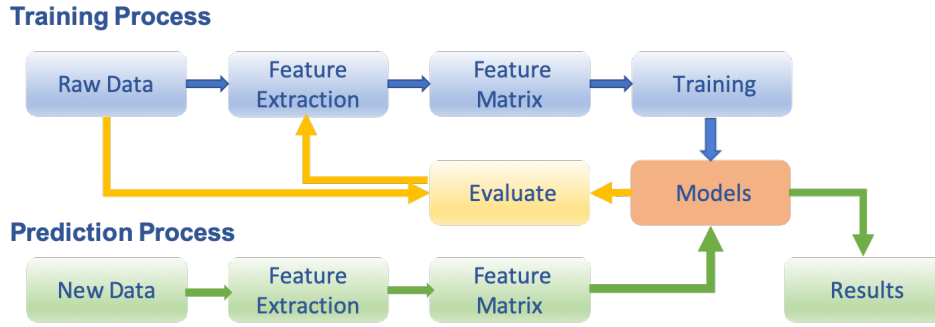 Training Process
Raw Data
Feature
Extraction
Feature
Matrix
Training
Evaluate
Models
Prediction Process
New Data
Feature
Extraction
Feature
Matrix
Results